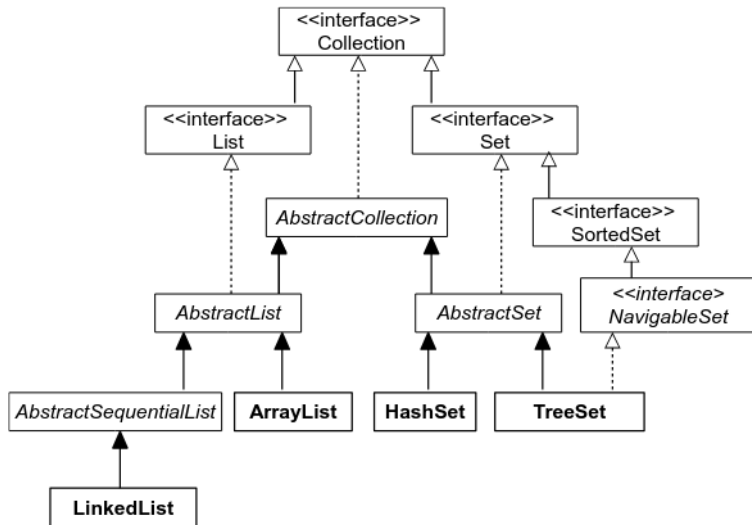 <<interface>>
Collection
<<interface>>
List
<<interface>>
Set
AbstractCollection
<<interface>>
SortedSet
AbstractList
AbstractSet
<<interface>
NavigableSet
AbstractSequentialList
ArrayList
HashSet
TreeSet
LinkedList